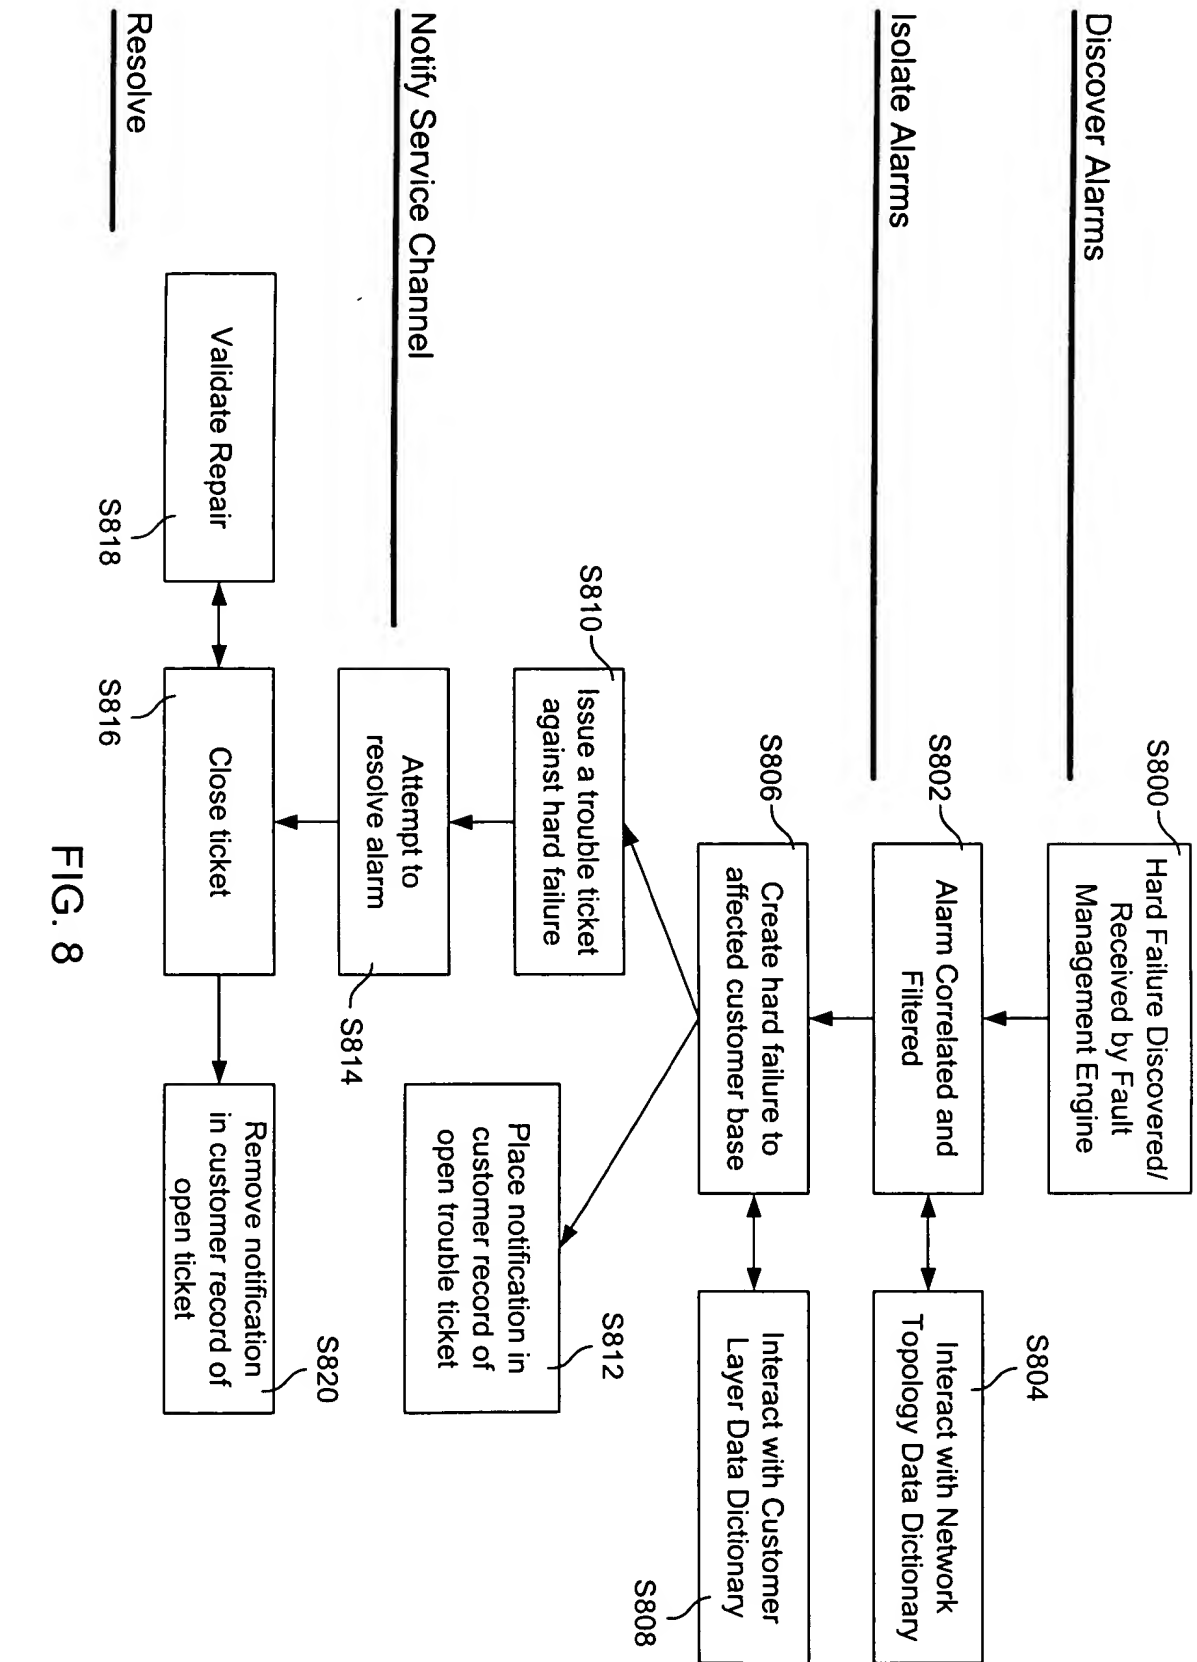 Discover Alarms
S800
Hard Failure Discovered/
Received by Fault
Management Engine
Isolate Alarms
S802
Alarm Correlated and
Filtered
S804
Interact with Network
Topology Data Dictionary
S806
Create hard failure to
affected customer base
Interact with Customer
Layer Data Dictionary
S808
Notify Service Channel
S810
Issue a trouble ticket
against hard failure
S812
Place notification in
customer record of
open trouble ticket
Attempt to
resolve alarm
S814
Resolve
Validate Repair
S818
Close ticket
S816
S820
Remove notification
in customer record of
open ticket
FIG. 8